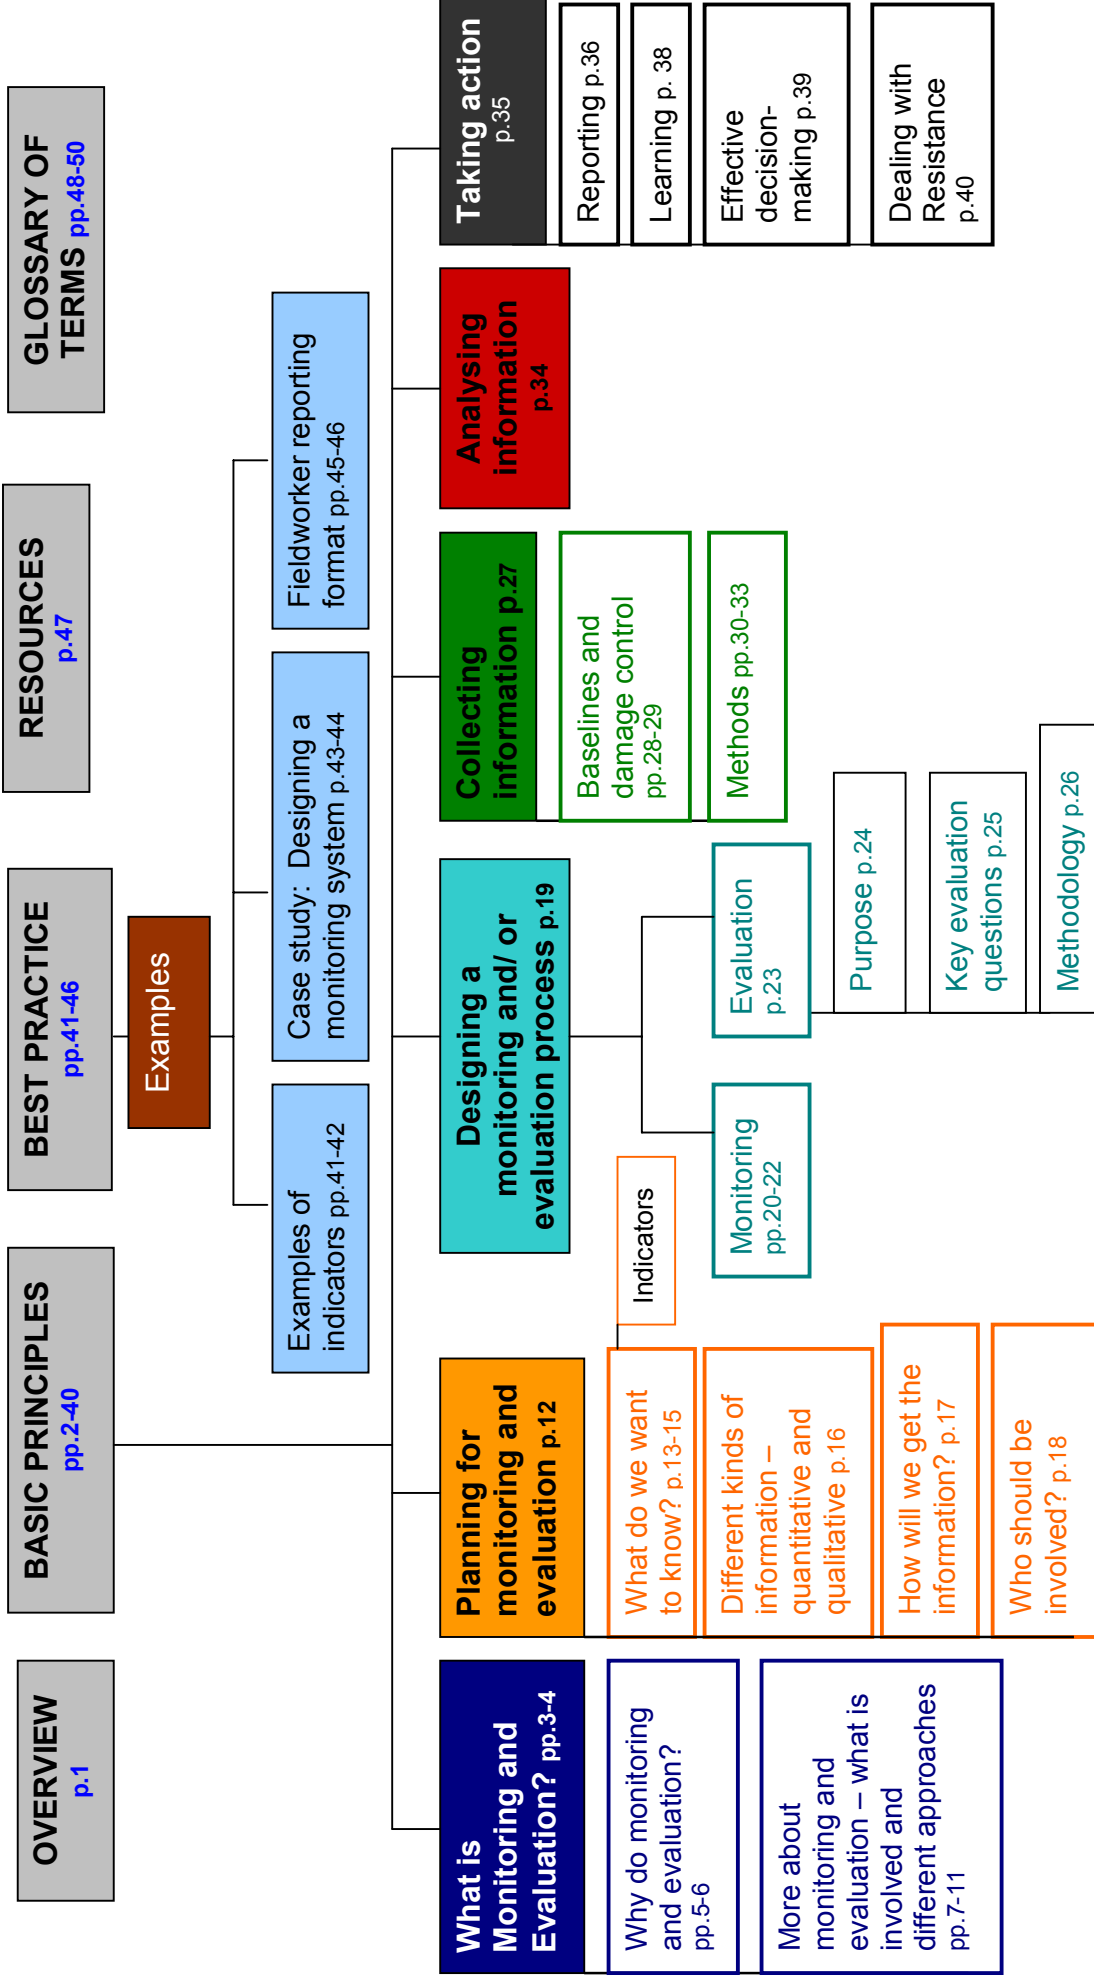 OVERVIEW
p.1
BASIC PRINCIPLES
pp.2-40
BEST PRACTICE
pp.41-46
RESOURCES
p.47
GLOSSARY OF
TERMS pp.48-50
Examples
Examples of
indicators pp.41-42
Case study: Designing a
monitoring system p.43-44
Fieldworker reporting
format pp.45-46
What is
Monitoring and
Evaluation? pp.3-4
Why do monitoring
and evaluation?
pp.5-6
More about
monitoring and
evaluation – what is
involved and
different approaches
pp.7-11
Planning for
monitoring and
evaluation p.12
What do we want
to know? p.13-15
Indicators
Different kinds of
information –
quantitative and
qualitative p.16
How will we get the
information? p.17
Who should be
involved? p.18
Designing a
monitoring and/ or
evaluation process p.19
Monitoring
pp.20-22
Evaluation
p.23
Purpose p.24
Key evaluation
questions p.25
Methodology p.26
Collecting
information p.27
Baselines and
damage control
pp.28-29
Methods pp.30-33
Analysing
information
p.34
Taking action
p.35
Reporting p.36
Learning p. 38
Effective
decision-
making p.39
Dealing with
Resistance
p.40